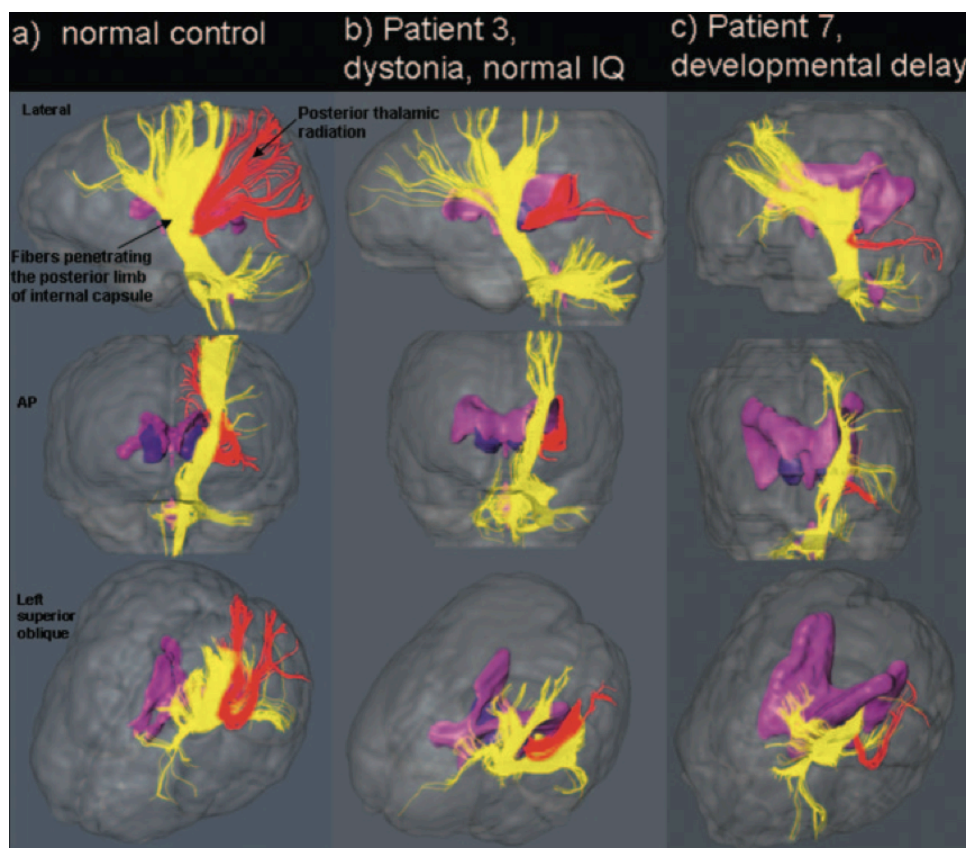 a) normal control
b) Patient 3,
dystonia, normal IQ
c) Patient 7,
developmental delay
Lateral
Posterior thalamic
radiation
Fibers penetrating
the posterior limb
of internal capsule
AP
Left
superior
oblique